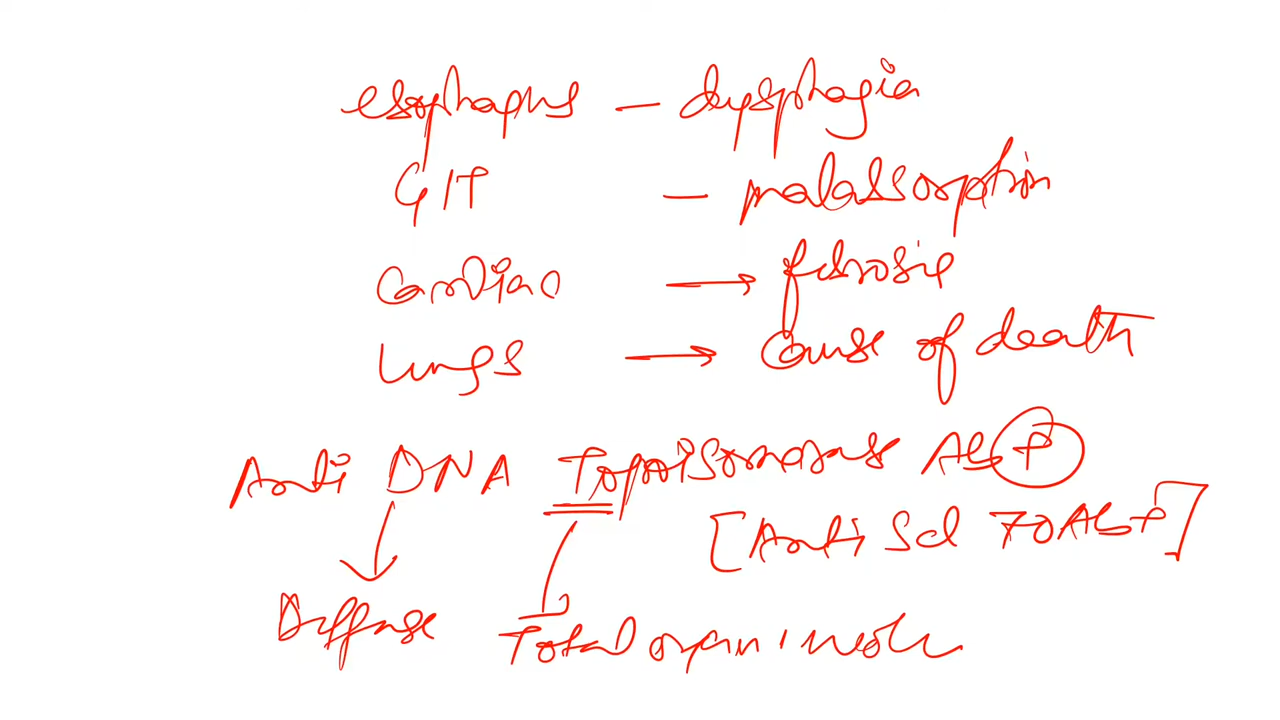 esophagus – dysphagia
GIT – malabsorption
Cardiac → fibrosis
Lungs → Cause of death
Anti DNA Topoisomerase Ab +
[Anti Scl 70 Ab +]
Diffuse Total organ involv